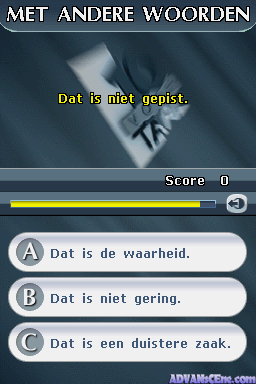 MET ANDERE WOORDEN
Dat is niet gepist.
Score 0
A Dat is de waarheid.
B Dat is niet gering.
C Dat is een duistere zaak.
ADVANsCEne.com